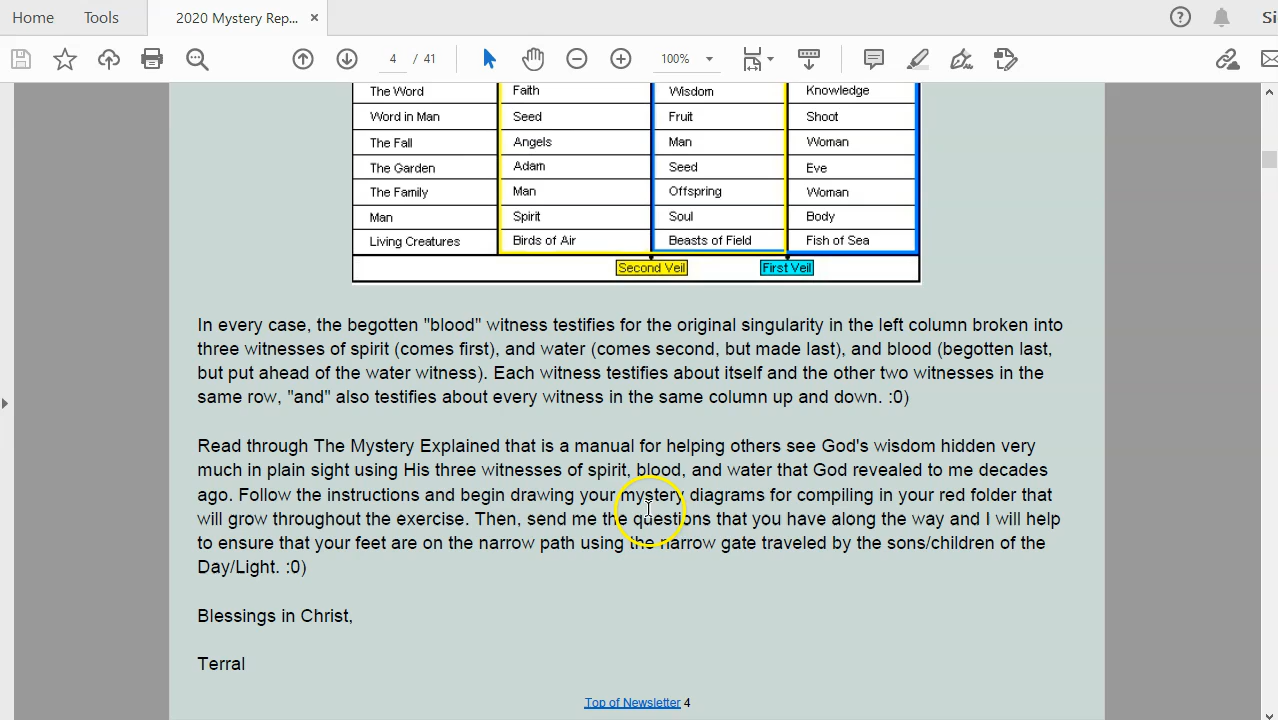 Home Tools 2020 Mystery Rep... × Si
4 / 41 100%
The Word Faith Wisdom Knowledge
Word in Man Seed Fruit Shoot
The Fall Angels Man Woman
The Garden Adam Seed Eve
The Family Man Offspring Woman
Man Spirit Soul Body
Living Creatures Birds of Air Beasts of Field Fish of Sea
Second Veil First Veil
In every case, the begotten "blood" witness testifies for the original singularity in the left column broken into
three witnesses of spirit (comes first), and water (comes second, but made last), and blood (begotten last,
but put ahead of the water witness). Each witness testifies about itself and the other two witnesses in the
same row, "and" also testifies about every witness in the same column up and down. :0)
Read through The Mystery Explained that is a manual for helping others see God's wisdom hidden very
much in plain sight using His three witnesses of spirit, blood, and water that God revealed to me decades
ago. Follow the instructions and begin drawing your mystery diagrams for compiling in your red folder that
will grow throughout the exercise. Then, send me the questions that you have along the way and I will help
to ensure that your feet are on the narrow path using the narrow gate traveled by the sons/children of the
Day/Light. :0)
Blessings in Christ,
Terral
Top of Newsletter 4